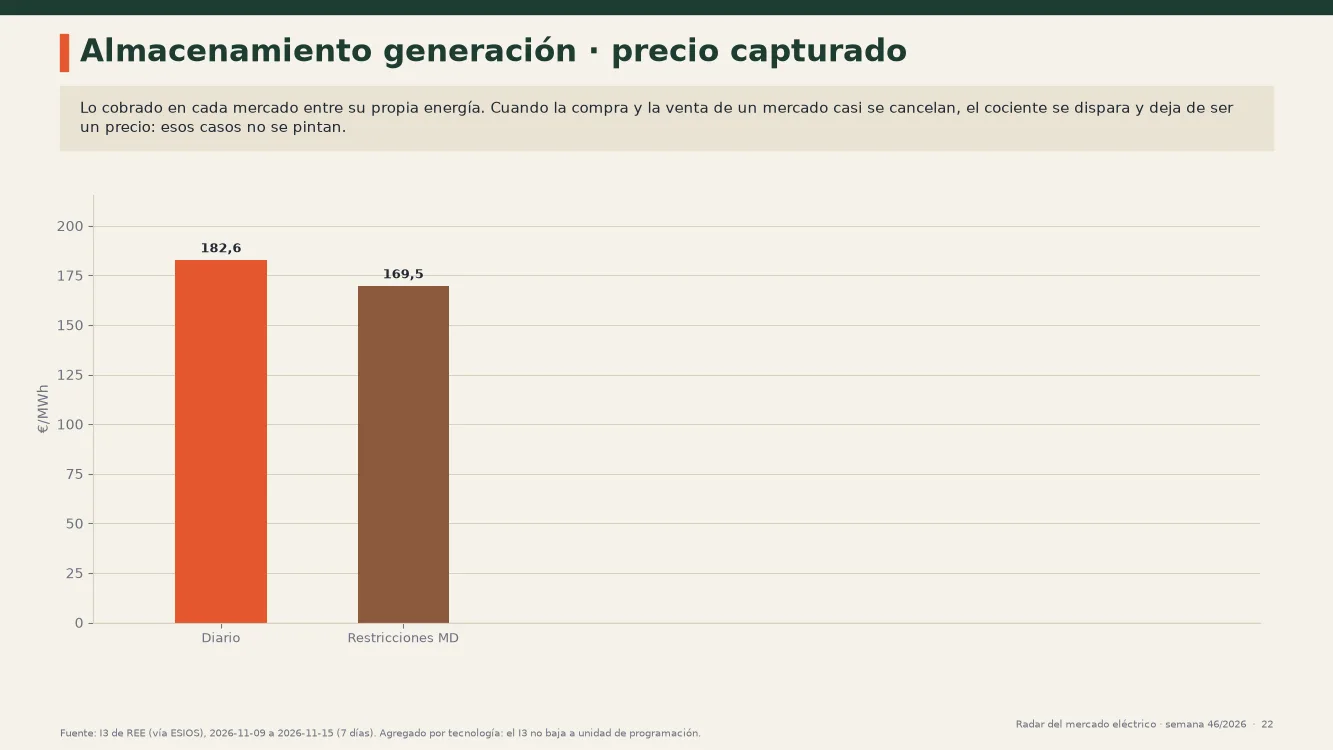 Almacenamiento generación · precio capturado
Lo cobrado en cada mercado entre su propia energía. Cuando la compra y la venta de un mercado casi se cancelan, el cociente se dispara y deja de ser
un precio: esos casos no se pintan.
€/MWh
200
175
150
125
100
75
50
25
0
182,6
169,5
Diario
Restricciones MD
Fuente: I3 de REE (vía ESIOS), 2026-11-09 a 2026-11-15 (7 días). Agregado por tecnología: el I3 no baja a unidad de programación.
Radar del mercado eléctrico · semana 46/2026 · 22